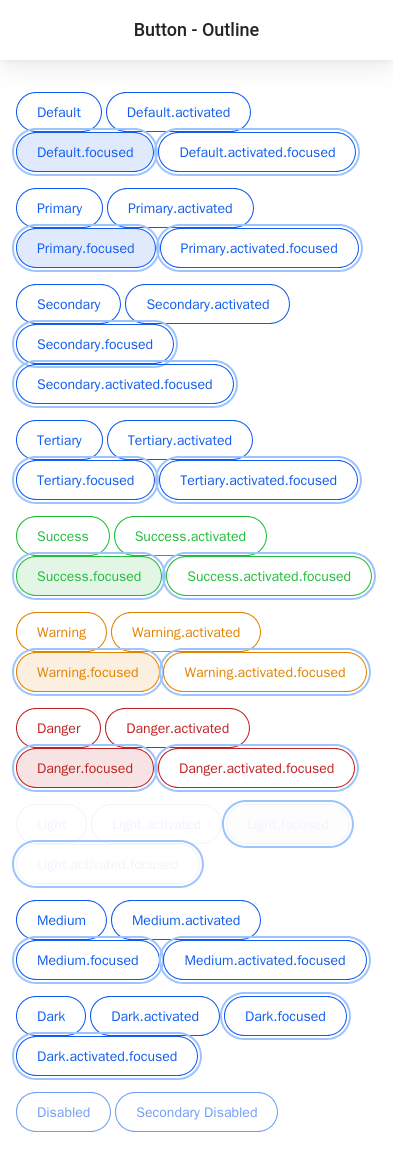 Button - Outline
Default Default.activated
Default.focused Default.activated.focused
Primary Primary.activated
Primary.focused Primary.activated.focused
Secondary Secondary.activated
Secondary.focused
Secondary.activated.focused
Tertiary Tertiary.activated
Tertiary.focused Tertiary.activated.focused
Success Success.activated
Success.focused Success.activated.focused
Warning Warning.activated
Warning.focused Warning.activated.focused
Danger Danger.activated
Danger.focused Danger.activated.focused
Light Light.activated Light.focused
Light.activated.focused
Medium Medium.activated
Medium.focused Medium.activated.focused
Dark Dark.activated Dark.focused
Dark.activated.focused
Disabled Secondary Disabled